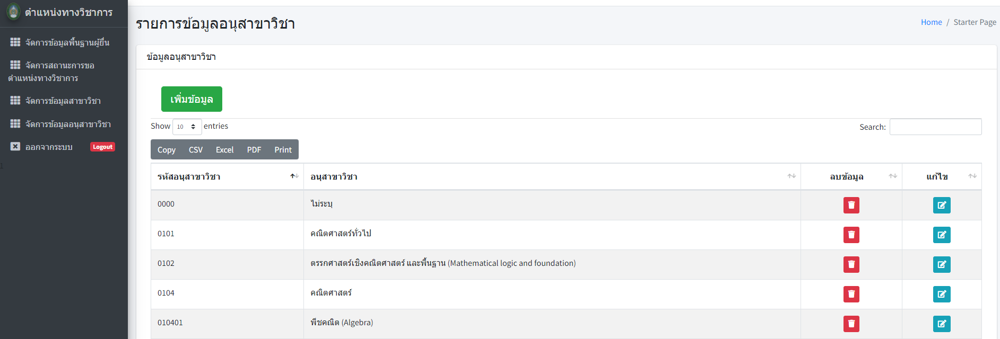 ตำแหน่งทางวิชาการ
จัดการข้อมูลพื้นฐานผู้ยื่น
จัดการสถานะการขอ
ตำแหน่งทางวิชาการ
จัดการข้อมูลสาขาวิชา
จัดการข้อมูลอนุสาขาวิชา
ออกจากระบบ Logout
1
รายการข้อมูลอนุสาขาวิชา
Home / Starter Page
ข้อมูลอนุสาขาวิชา
เพิ่มข้อมูล
Show 10 entries
Search:
Copy CSV Excel PDF Print
รหัสอนุสาขาวิชา อนุสาขาวิชา ลบข้อมูล แก้ไข
0000 ไม่ระบุ
0101 คณิตศาสตร์ทั่วไป
0102 ตรรกศาสตร์เชิงคณิตศาสตร์ และพื้นฐาน (Mathematical logic and foundation)
0104 คณิตศาสตร์
010401 พีชคณิต (Algebra)